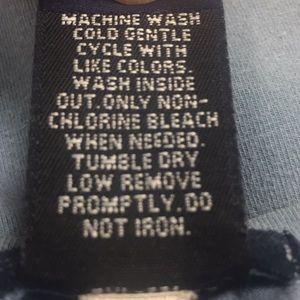 MACHINE WASH
COLD GENTLE
CYCLE WITH
LIKE COLORS.
WASH INSIDE
OUT.ONLY NON-
CHLORINE BLEACH
WHEN NEEDED.
TUMBLE DRY
LOW REMOVE
PROMPTLY.DO
NOT IRON.